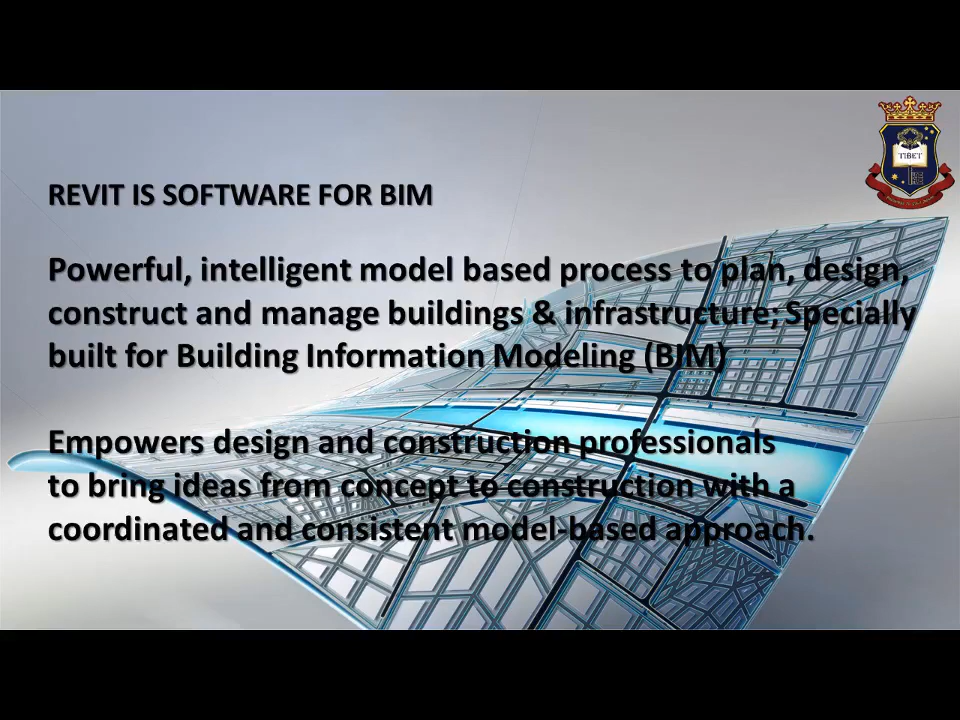 TIBET
REVIT IS SOFTWARE FOR BIM
Powerful, intelligent model based process to plan, design,
construct and manage buildings & infrastructure; Specially
built for Building Information Modeling (BIM)
Empowers design and construction professionals
to bring ideas from concept to construction with a
coordinated and consistent model-based approach.